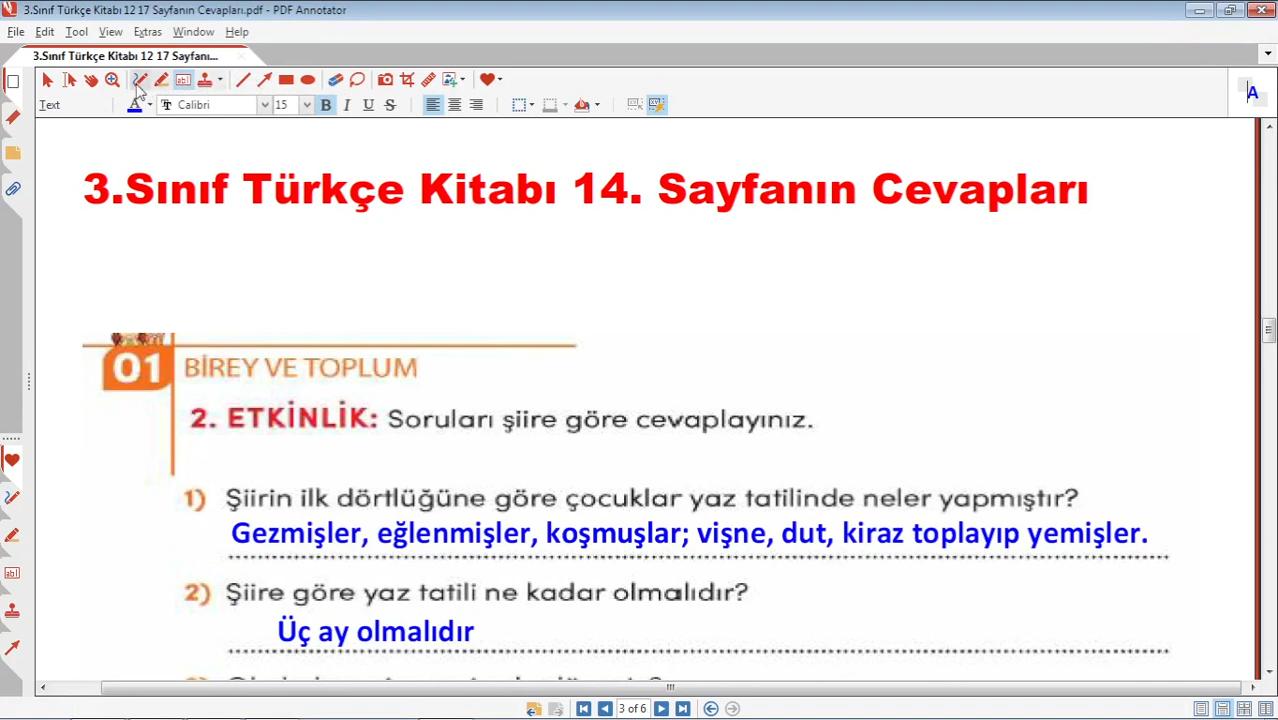 3.Sınıf Türkçe Kitabı 12 17 Sayfanın Cevapları.pdf - PDF Annotator
File Edit Tool View Extras Window Help
3.Sınıf Türkçe Kitabı 12 17 Sayfanı...
Text A Calibri 15 B I U S
A
3.Sınıf Türkçe Kitabı 14. Sayfanın Cevapları
01 BİREY VE TOPLUM
2. ETKİNLİK: Soruları şiire göre cevaplayınız.
1) Şiirin ilk dörtlüğüne göre çocuklar yaz tatilinde neler yapmıştır?
Gezmişler, eğlenmişler, koşmuşlar; vişne, dut, kiraz toplayıp yemişler.
2) Şiire göre yaz tatili ne kadar olmalıdır?
Üç ay olmalıdır
3 of 6